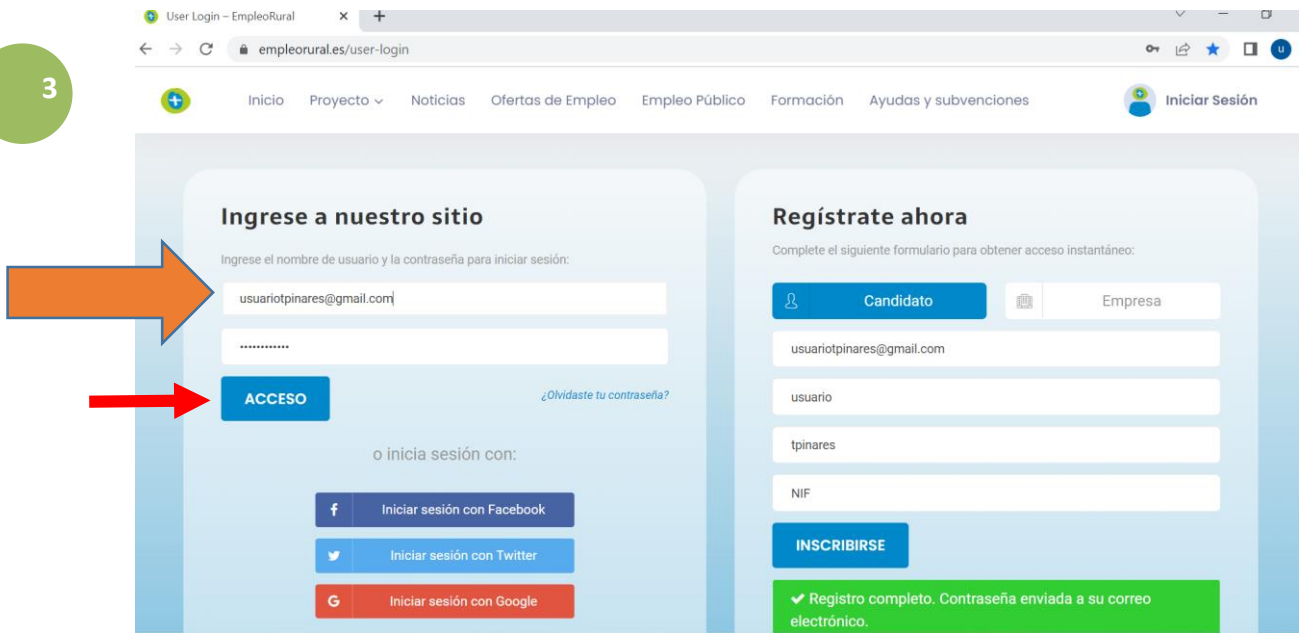 User Login – EmpleoRural
empleorural.es/user-login
u
3
Inicio Proyecto Noticias Ofertas de Empleo Empleo Público Formación Ayudas y subvenciones Iniciar Sesión
Ingrese a nuestro sitio
Ingrese el nombre de usuario y la contraseña para iniciar sesión:
usuariotpinares@gmail.com
••••••••••••
ACCESO
¿Olvidaste tu contraseña?
o inicia sesión con:
f Iniciar sesión con Facebook
Iniciar sesión con Twitter
G Iniciar sesión con Google
Regístrate ahora
Complete el siguiente formulario para obtener acceso instantáneo:
Candidato Empresa
usuariotpinares@gmail.com
usuario
tpinares
NIF
INSCRIBIRSE
Registro completo. Contraseña enviada a su correo
electrónico.